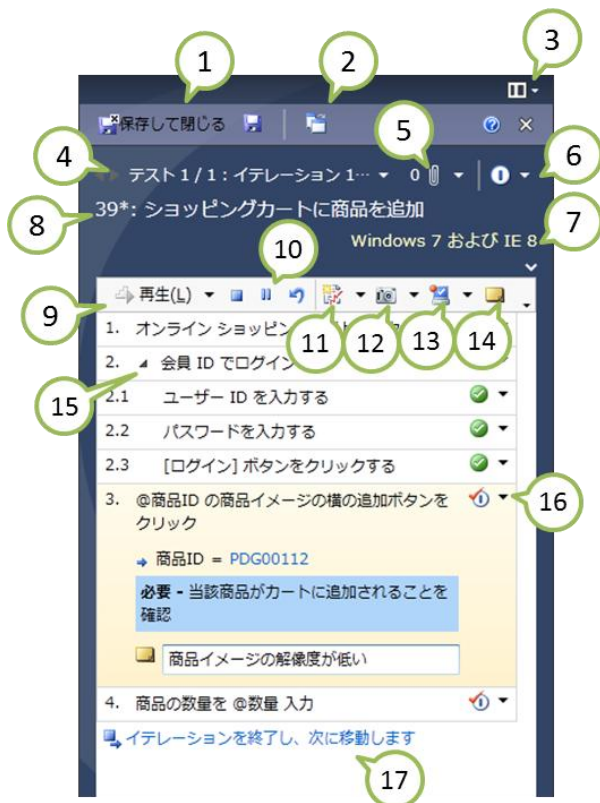 1
2
3
保存して閉じる
5
4
6
テスト 1 / 1 : イテレーション 1…
0
8
39*: ショッピングカートに商品を追加
7
10
Windows 7 および IE 8
9
再生(L)
11
12
13
14
1. オンライン ショッピン
2. 会員 ID でログイン
15
2.1 ユーザー ID を入力する
2.2 パスワードを入力する
2.3 [ログイン] ボタンをクリックする
3. @商品ID の商品イメージの横の追加ボタンを
クリック
16
商品ID = PDG00112
必要 - 当該商品がカートに追加されることを
確認
商品イメージの解像度が低い
4. 商品の数量を @数量 入力
イテレーションを終了し、次に移動します
17